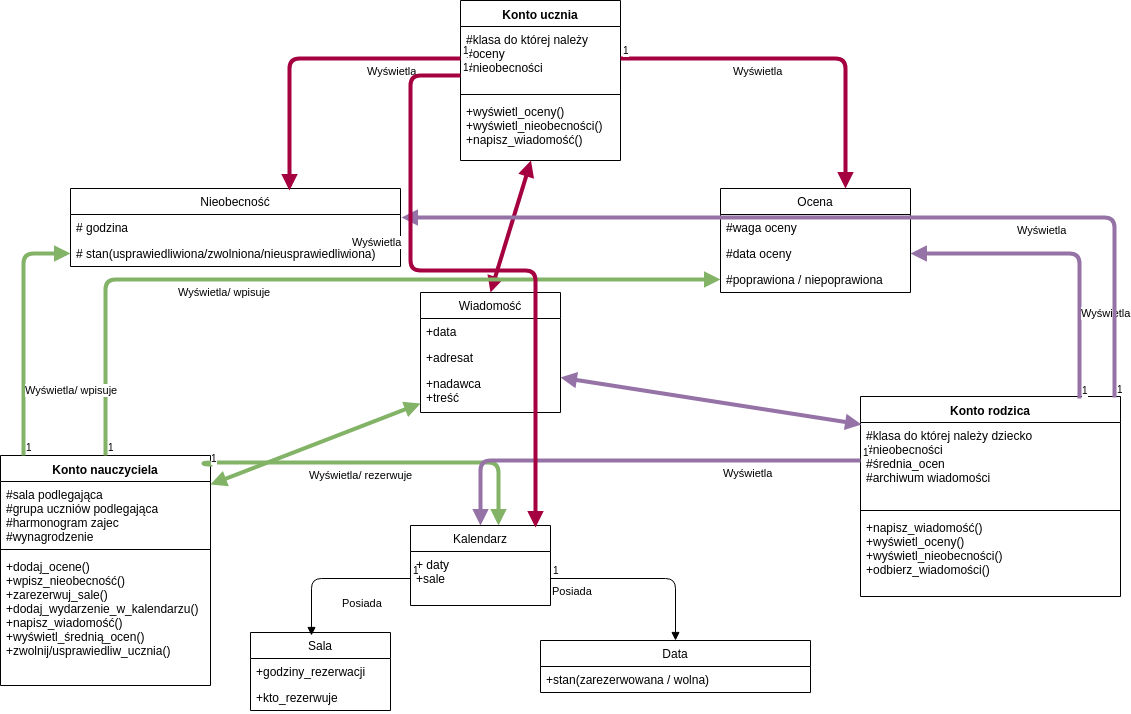 Konto ucznia
#klasa do której należy
#oceny
#nieobecności
+wyświetl_oceny()
+wyświetl_nieobecności()
+napisz_wiadomość()
1
1
1
Wyświetla
Wyświetla
Nieobecność
# godzina
# stan(usprawiedliwiona/zwolniona/nieusprawiedliwiona)
Wyświetla
Ocena
#waga oceny
#data oceny
#poprawiona / niepoprawiona
Wyświetla
Wyświetla
Wyświetla/ wpisuje
Wiadomość
+data
+adresat
+nadawca
+treść
Wyświetla/ wpisuje
1
1
1
1
Konto nauczyciela
#sala podlegająca
#grupa uczniów podlegająca
#harmonogram zajec
#wynagrodzenie
+dodaj_ocene()
+wpisz_nieobecność()
+zarezerwuj_sale()
+dodaj_wydarzenie_w_kalendarzu()
+napisz_wiadomość()
+wyświetl_średnią_ocen()
+zwolnij/usprawiedliw_ucznia()
1
Wyświetla/ rezerwuje
Wyświetla
Konto rodzica
#klasa do której należy dziecko
#nieobecności
#średnia_ocen
#archiwum wiadomości
1
+napisz_wiadomość()
+wyświetl_oceny()
+wyświetl_nieobecności()
+odbierz_wiadomości()
Kalendarz
+ daty
+sale
1
1
Posiada
Posiada
Sala
+godziny_rezerwacji
+kto_rezerwuje
Data
+stan(zarezerwowana / wolna)